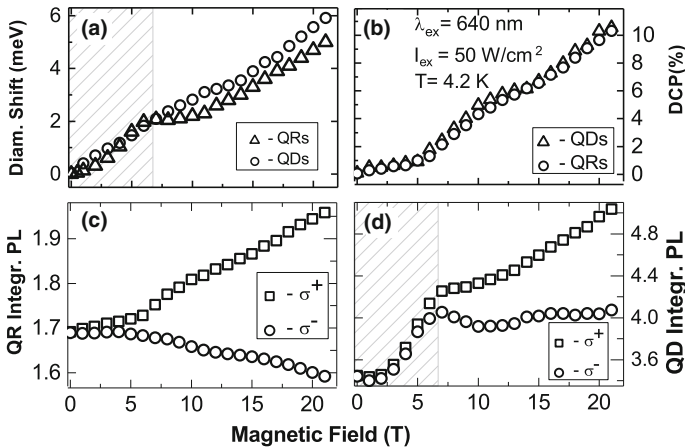 (a)
Diam. Shift (meV)
6
4
2
0
△ - QRs
○ - QDs
(b)
λex= 640 nm
Iex = 50 W/cm²
T= 4.2 K
△ - QDs
○ - QRs
10
8
6
4
2
0
DCP(%)
(c)
QR Integr. PL
1.9
1.8
1.7
1.6
□ - σ⁺
○ - σ⁻
0 5 10 15 20
(d)
□ - σ⁺
○ - σ⁻
4.8
4.4
4.0
3.6
QD Integr. PL
0 5 10 15 20
Magnetic Field (T)